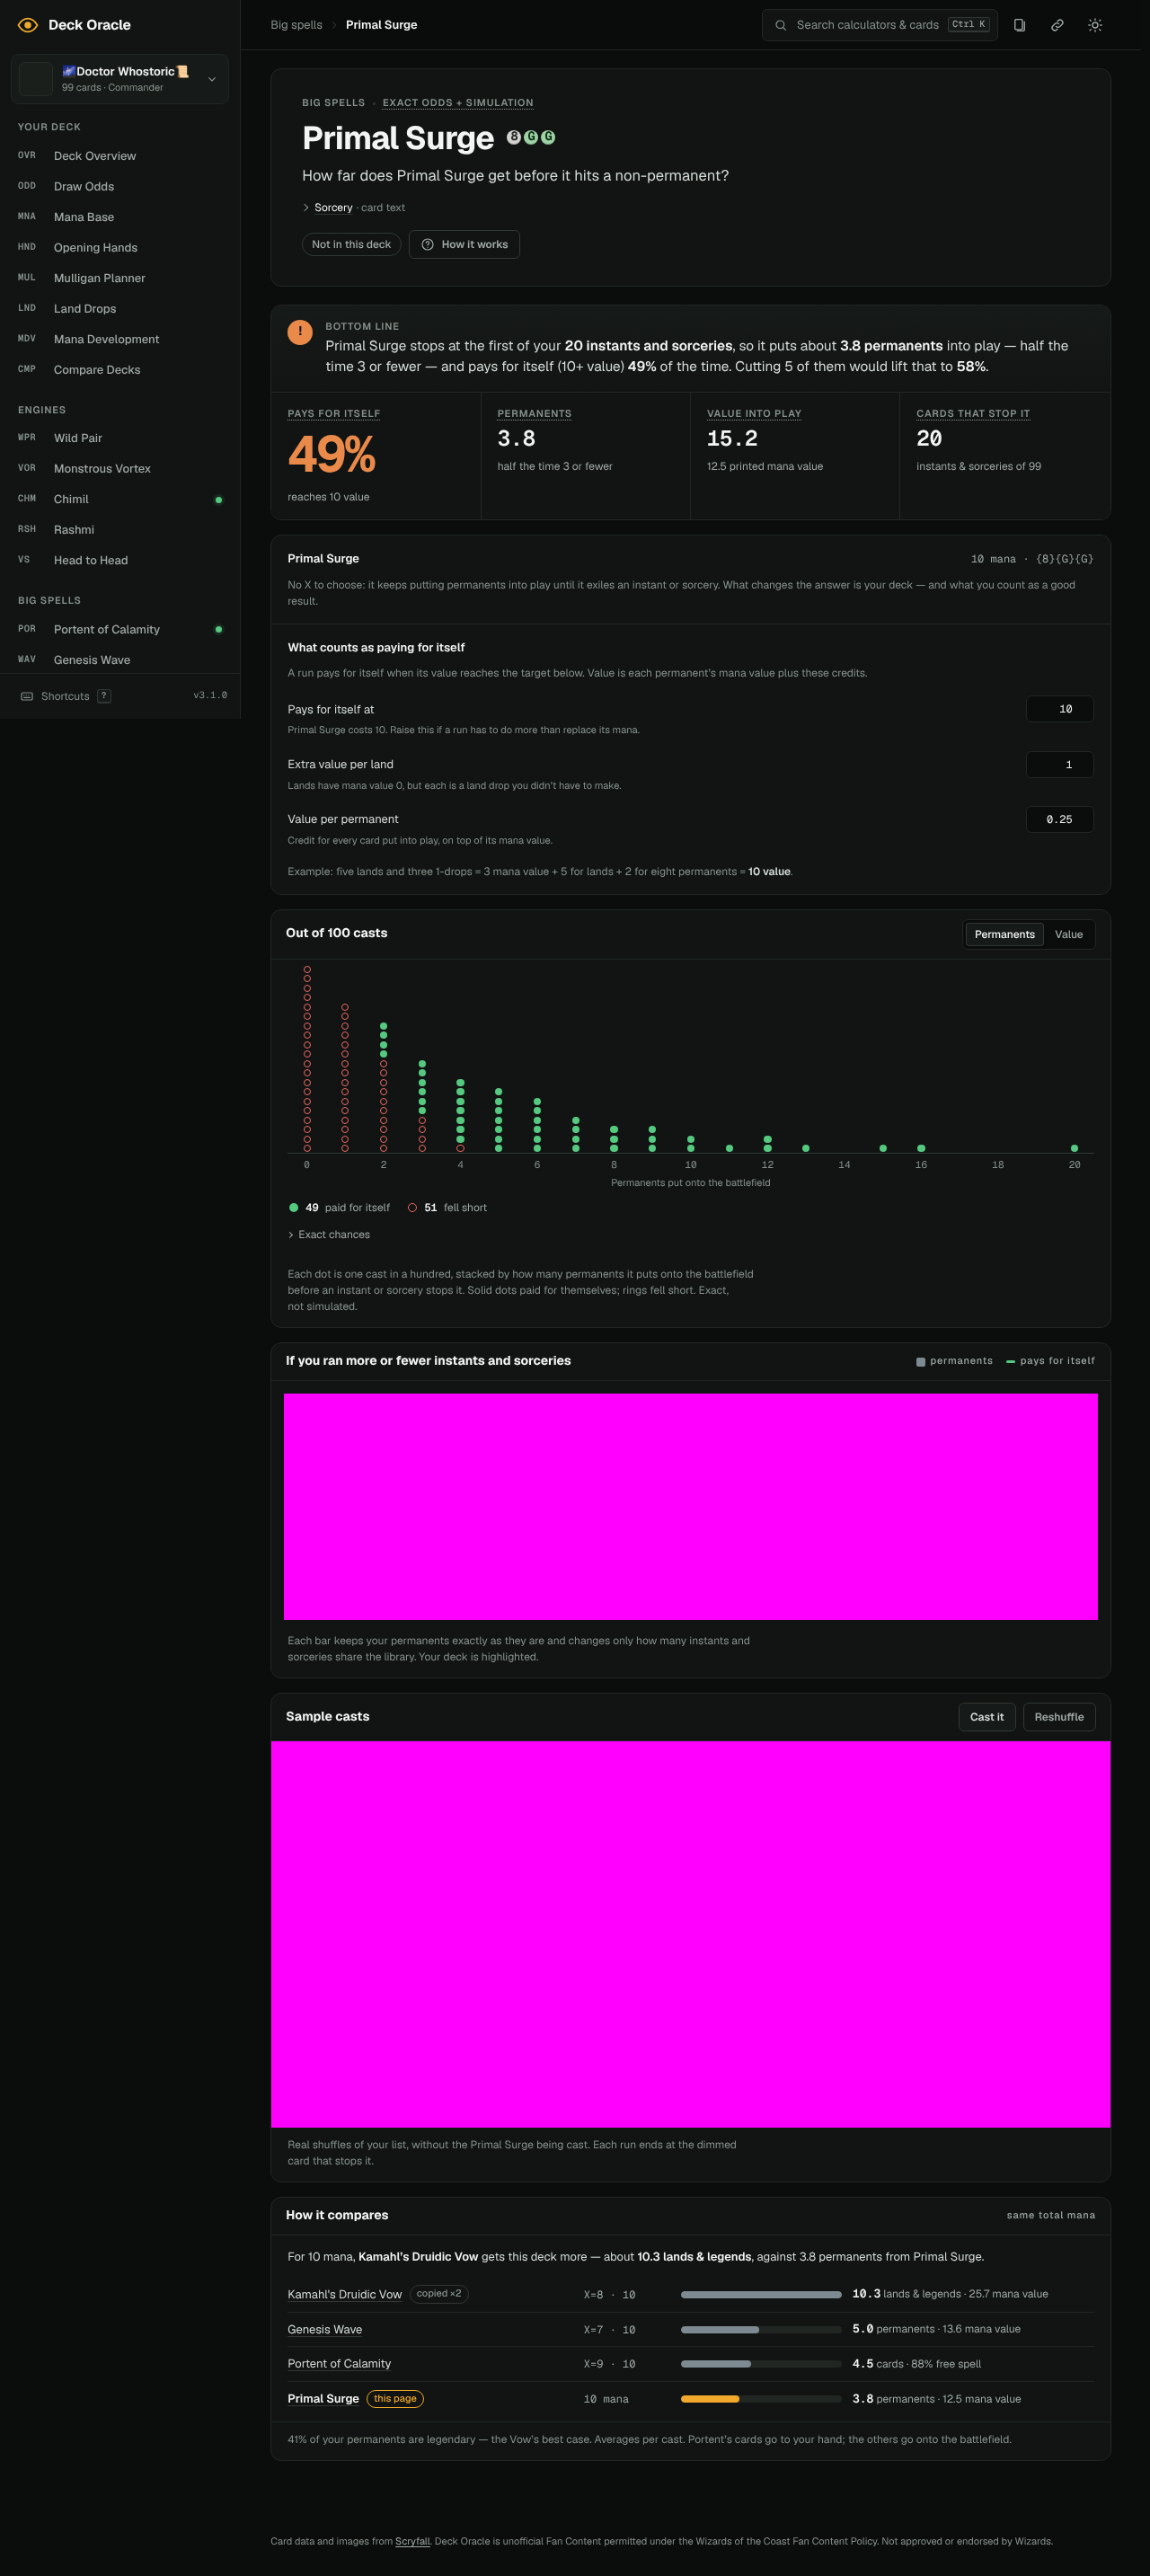 Deck Oracle
🌌Doctor Whostoric📜
99 cards · Commander
YOUR DECK
OVR Deck Overview
ODD Draw Odds
MNA Mana Base
HND Opening Hands
MUL Mulligan Planner
LND Land Drops
MDV Mana Development
CMP Compare Decks
ENGINES
WPR Wild Pair
VOR Monstrous Vortex
CHM Chimil
RSH Rashmi
VS Head to Head
BIG SPELLS
POR Portent of Calamity
WAV Genesis Wave
Shortcuts ? v3.1.0
Big spells > Primal Surge
Search calculators & cards Ctrl K
BIG SPELLS · EXACT ODDS + SIMULATION
Primal Surge 8 G G
How far does Primal Surge get before it hits a non-permanent?
> Sorcery · card text
Not in this deck
How it works
!
BOTTOM LINE
Primal Surge stops at the first of your 20 instants and sorceries, so it puts about 3.8 permanents into play — half the
time 3 or fewer — and pays for itself (10+ value) 49% of the time. Cutting 5 of them would lift that to 58%.
PAYS FOR ITSELF
49%
reaches 10 value
PERMANENTS
3.8
half the time 3 or fewer
VALUE INTO PLAY
15.2
12.5 printed mana value
CARDS THAT STOP IT
20
instants & sorceries of 99
Primal Surge 10 mana · {8}{G}{G}
No X to choose: it keeps putting permanents into play until it exiles an instant or sorcery. What changes the answer is your deck — and what you count as a good
result.
What counts as paying for itself
A run pays for itself when its value reaches the target below. Value is each permanent's mana value plus these credits.
Pays for itself at 10
Primal Surge costs 10. Raise this if a run has to do more than replace its mana.
Extra value per land 1
Lands have mana value 0, but each is a land drop you didn't have to make.
Value per permanent 0.25
Credit for every card put into play, on top of its mana value.
Example: five lands and three 1-drops = 3 mana value + 5 for lands + 2 for eight permanents = 10 value.
Out of 100 casts Permanents Value
0 2 4 6 8 10 12 14 16 18 20
Permanents put onto the battlefield
49 paid for itself 51 fell short
> Exact chances
Each dot is one cast in a hundred, stacked by how many permanents it puts onto the battlefield
before an instant or sorcery stops it. Solid dots paid for themselves; rings fell short. Exact,
not simulated.
If you ran more or fewer instants and sorceries permanents pays for itself
Each bar keeps your permanents exactly as they are and changes only how many instants and
sorceries share the library. Your deck is highlighted.
Sample casts Cast it Reshuffle
Real shuffles of your list, without the Primal Surge being cast. Each run ends at the dimmed
card that stops it.
How it compares same total mana
For 10 mana, Kamahl's Druidic Vow gets this deck more — about 10.3 lands & legends, against 3.8 permanents from Primal Surge.
Kamahl's Druidic Vow copied ×2 X=8 · 10 10.3 lands & legends · 25.7 mana value
Genesis Wave X=7 · 10 5.0 permanents · 13.6 mana value
Portent of Calamity X=9 · 10 4.5 cards · 88% free spell
Primal Surge this page 10 mana 3.8 permanents · 12.5 mana value
41% of your permanents are legendary — the Vow's best case. Averages per cast. Portent's cards go to your hand; the others go onto the battlefield.
Card data and images from Scryfall. Deck Oracle is unofficial Fan Content permitted under the Wizards of the Coast Fan Content Policy. Not approved or endorsed by Wizards.